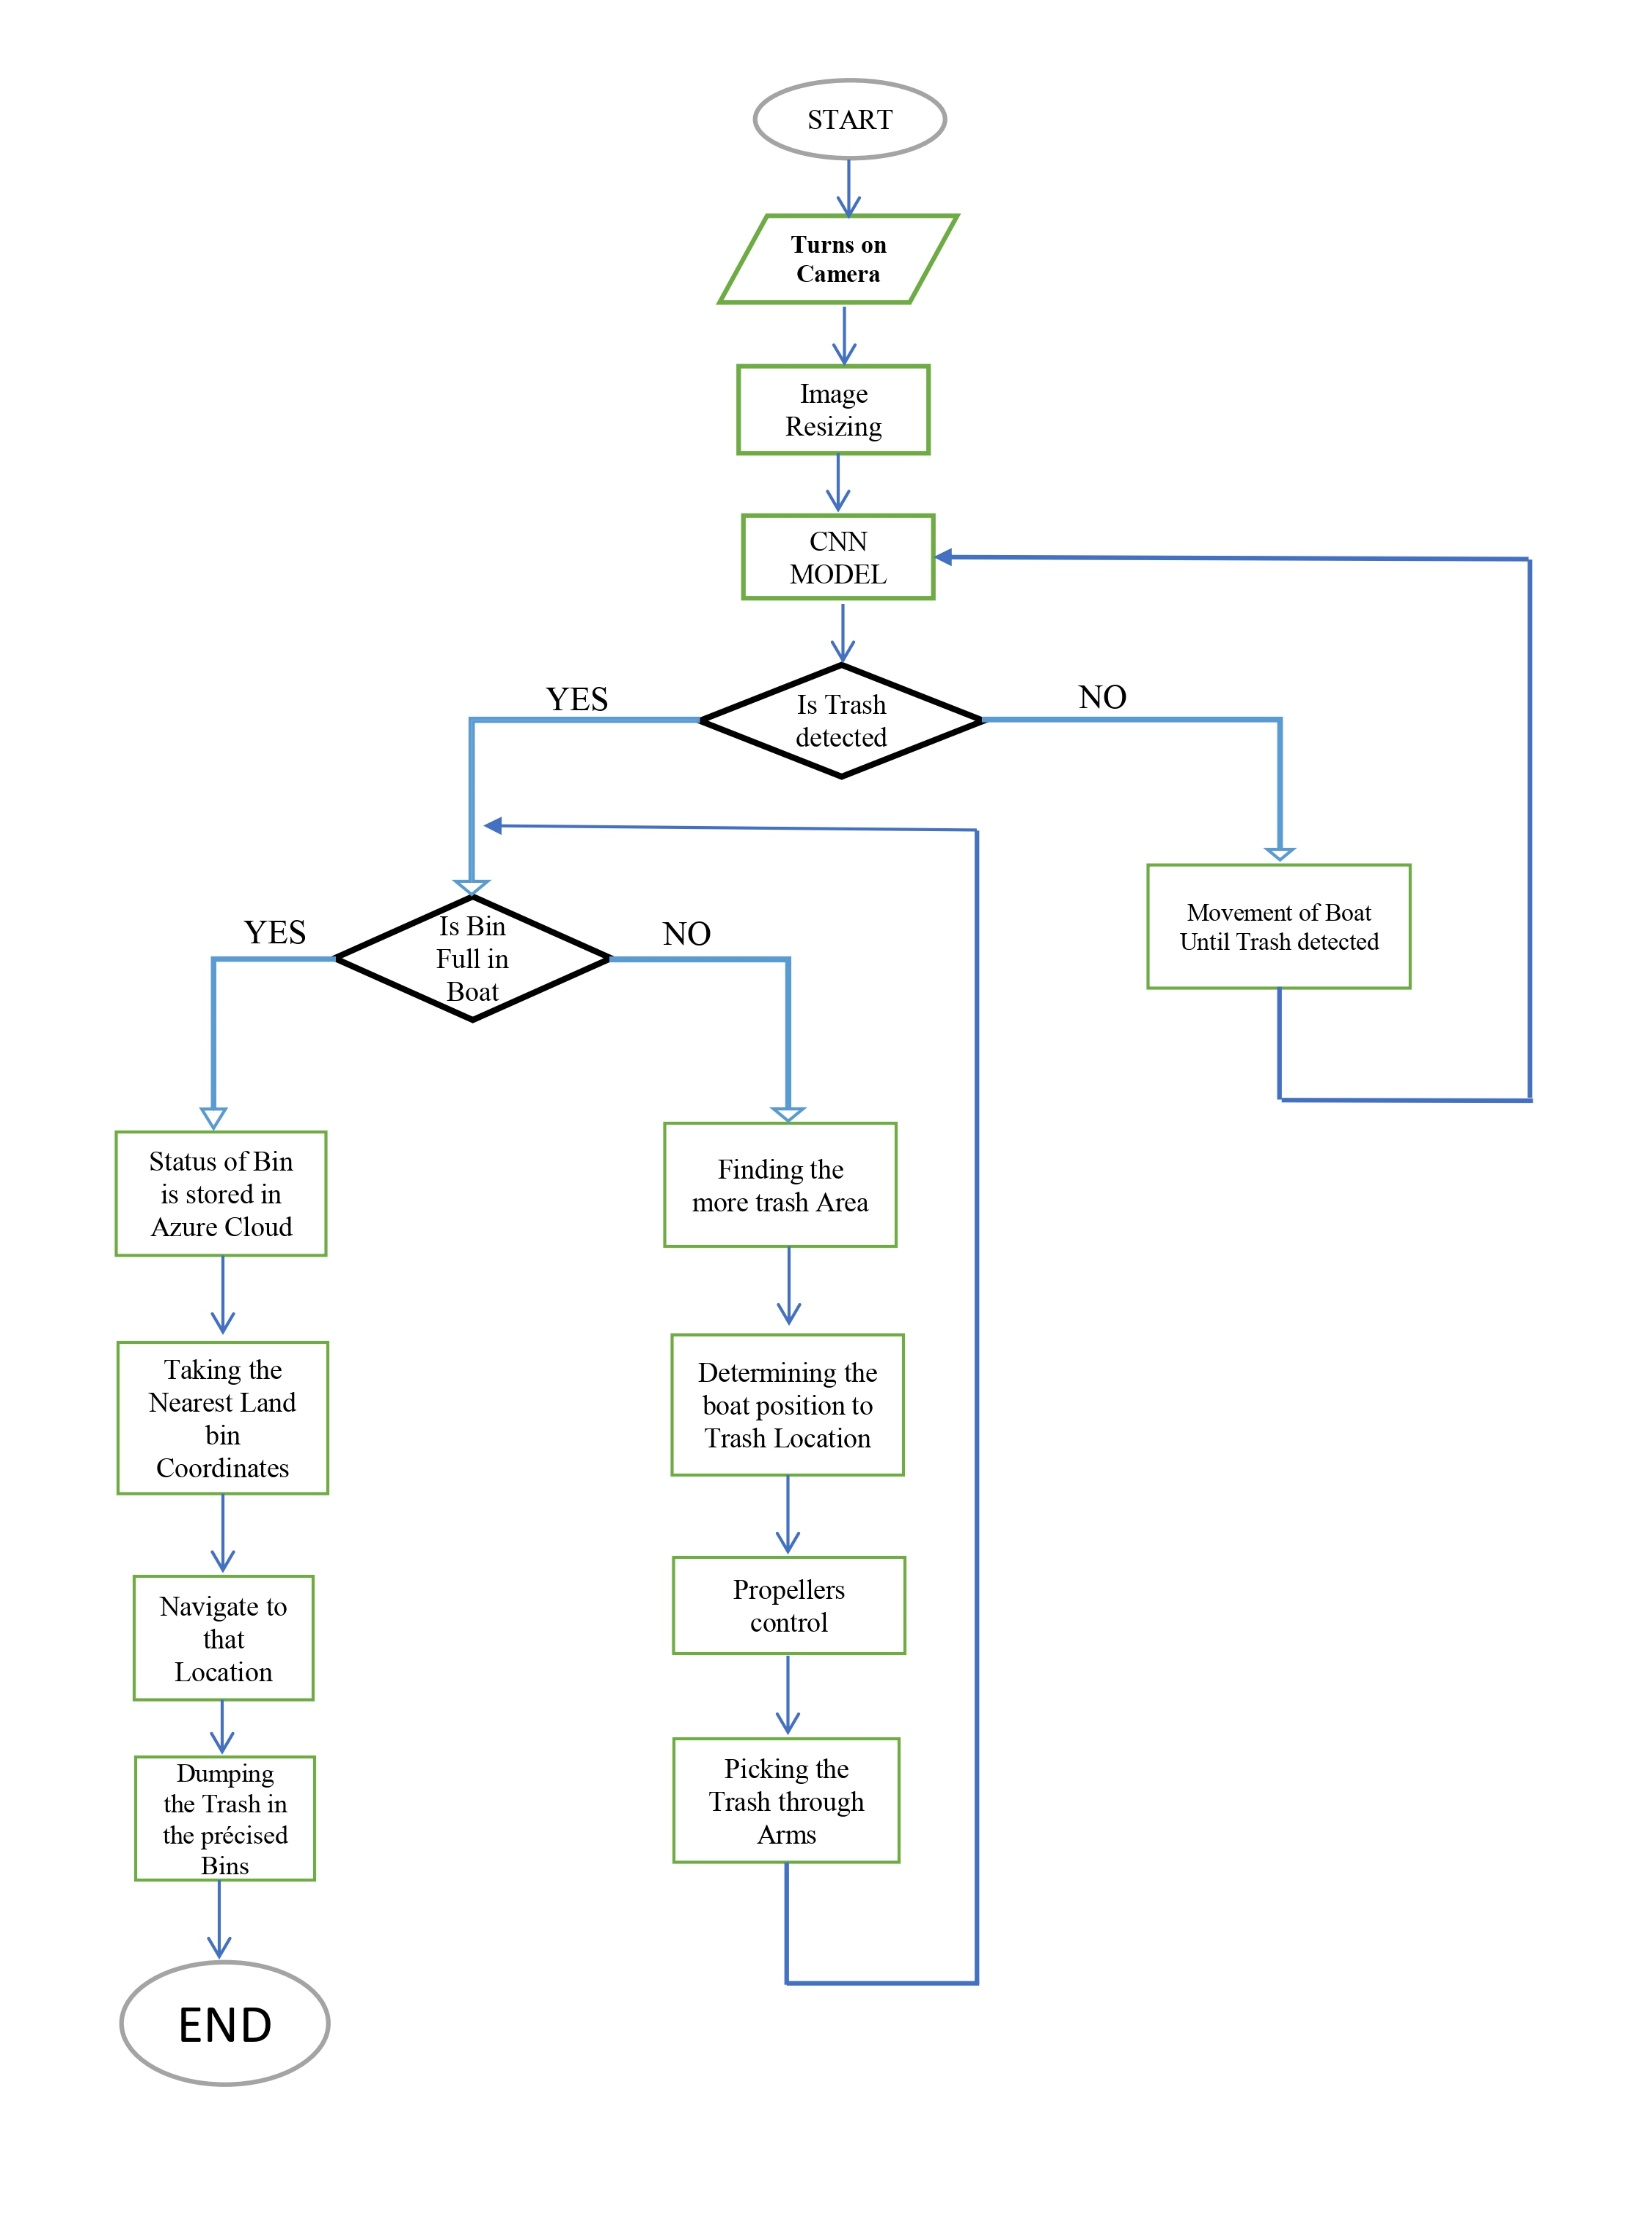 START
Turns on
Camera
Image
Resizing
CNN
MODEL
Is Trash
detected
YES
NO
Is Bin
Full in
Boat
YES
NO
Movement of Boat
Until Trash detected
Status of Bin
is stored in
Azure Cloud
Taking the
Nearest Land
bin
Coordinates
Navigate to
that
Location
Dumping
the Trash in
the précised
Bins
END
Finding the
more trash Area
Determining the
boat position to
Trash Location
Propellers
control
Picking the
Trash through
Arms